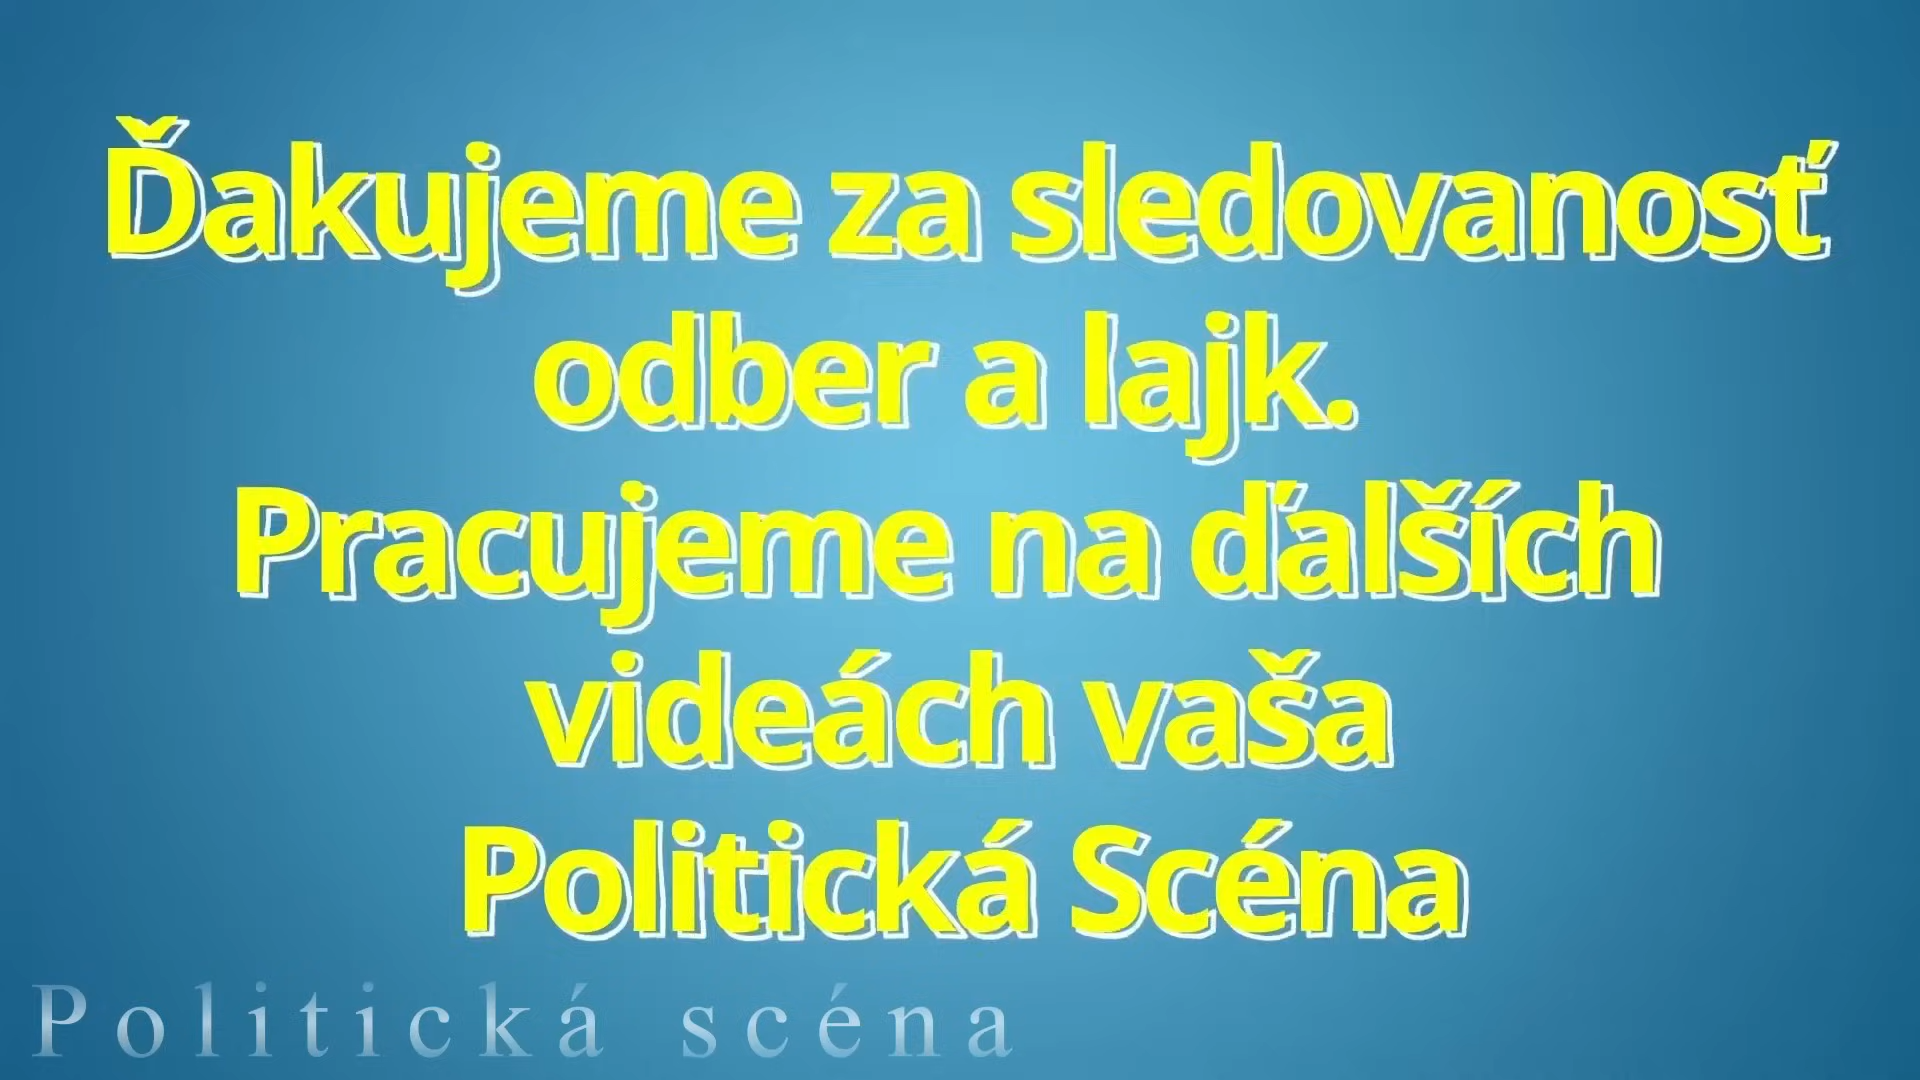 Ďakujeme za sledovanosť
odber a lajk.
Pracujeme na ďalších
videách vaša
Politická Scéna
Politická scéna